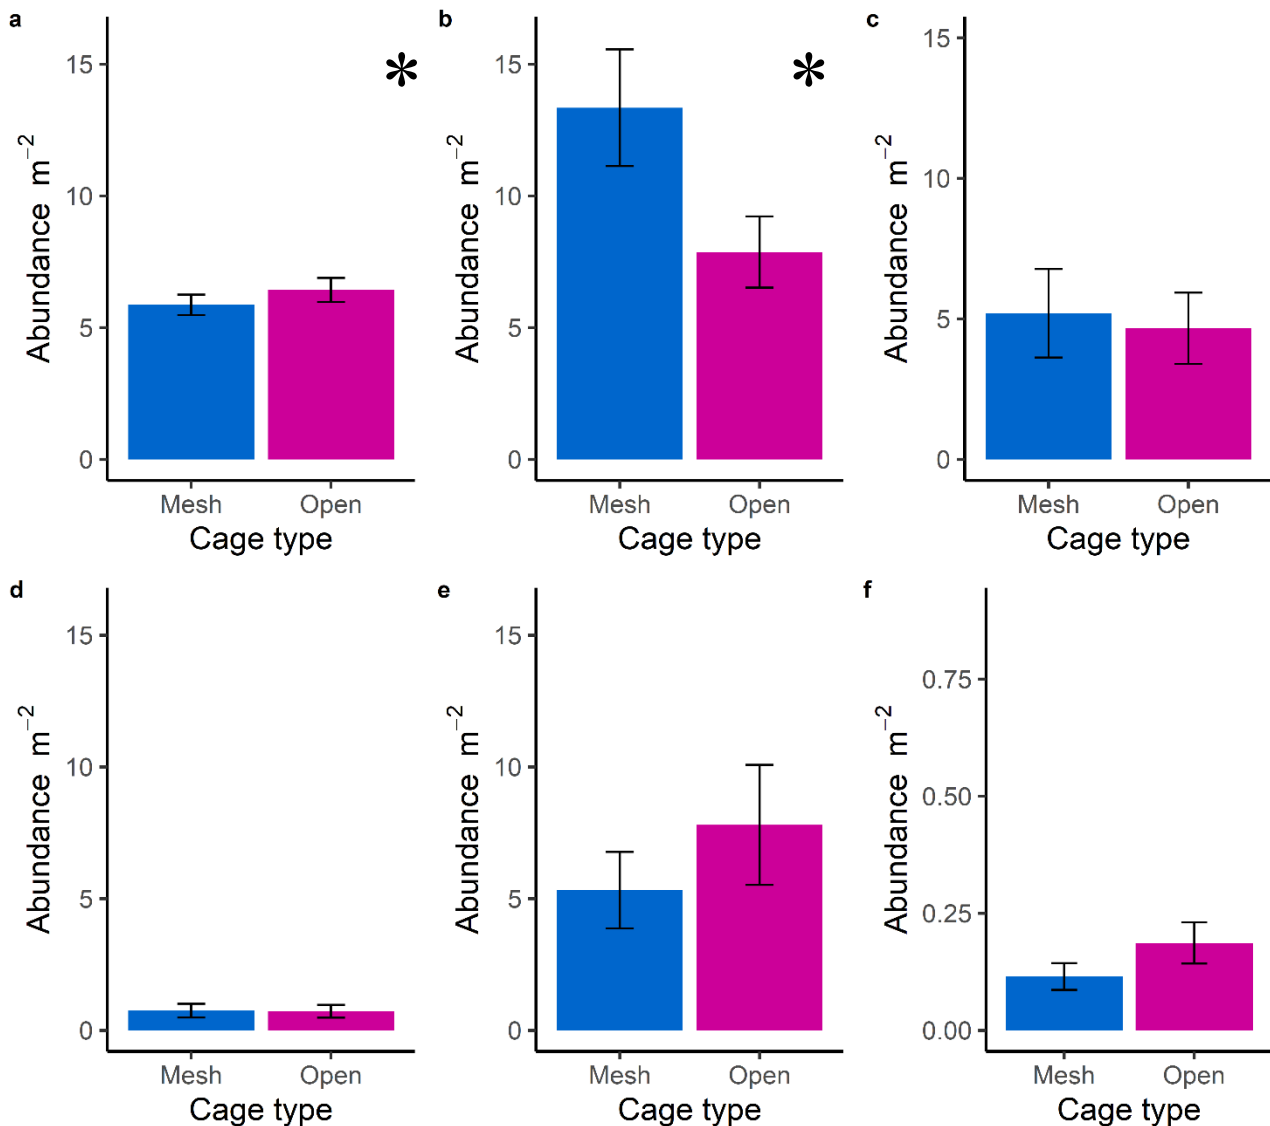 a
*
15
10
5
0
Abundance m⁻²
Mesh Open
Cage type
b
*
15
10
5
0
Abundance m⁻²
Mesh Open
Cage type
c
15
10
5
0
Abundance m⁻²
Mesh Open
Cage type
d
15
10
5
0
Abundance m⁻²
Mesh Open
Cage type
e
15
10
5
0
Abundance m⁻²
Mesh Open
Cage type
f
0.75
0.50
0.25
0.00
Abundance m⁻²
Mesh Open
Cage type